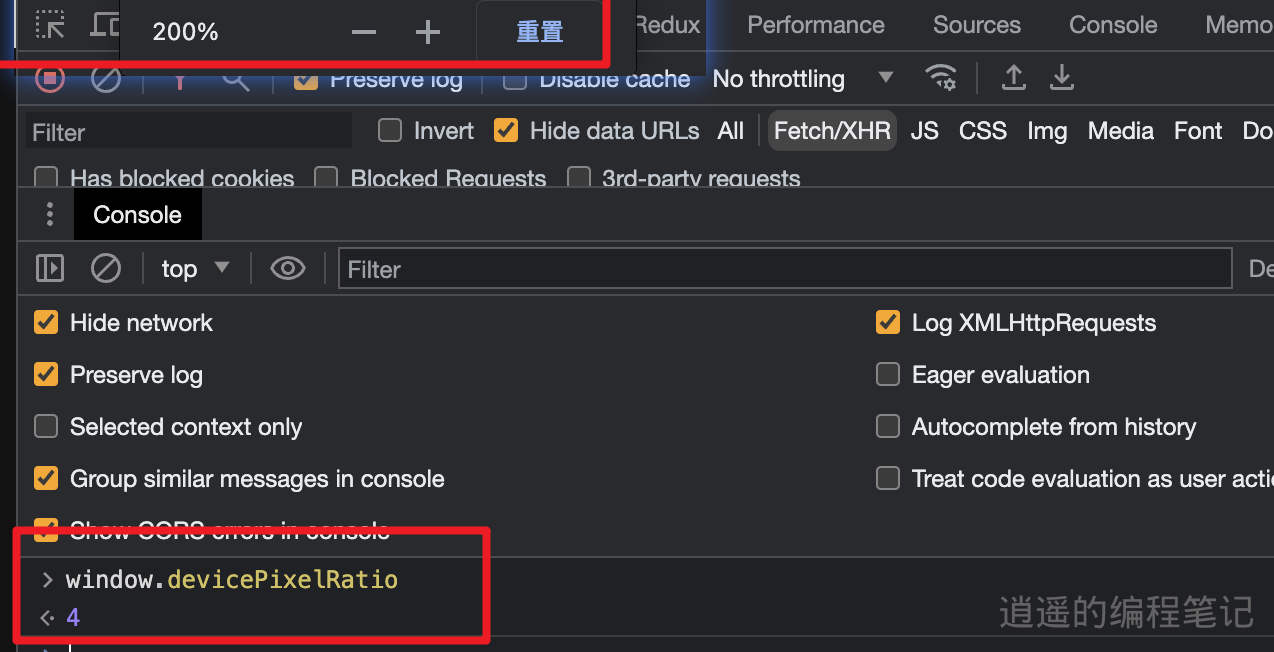 200% 重置 Redux Performance Sources Console Memo
Preserve log Disable cache No throttling
Filter Invert Hide data URLs All Fetch/XHR JS CSS Img Media Font Do
Has blocked cookies Blocked Requests 3rd-party requests
Console
top Filter De
Hide network Log XMLHttpRequests
Preserve log Eager evaluation
Selected context only Autocomplete from history
Group similar messages in console Treat code evaluation as user acti
Show CORS errors in console
> window.devicePixelRatio
4
逍遥的编程笔记